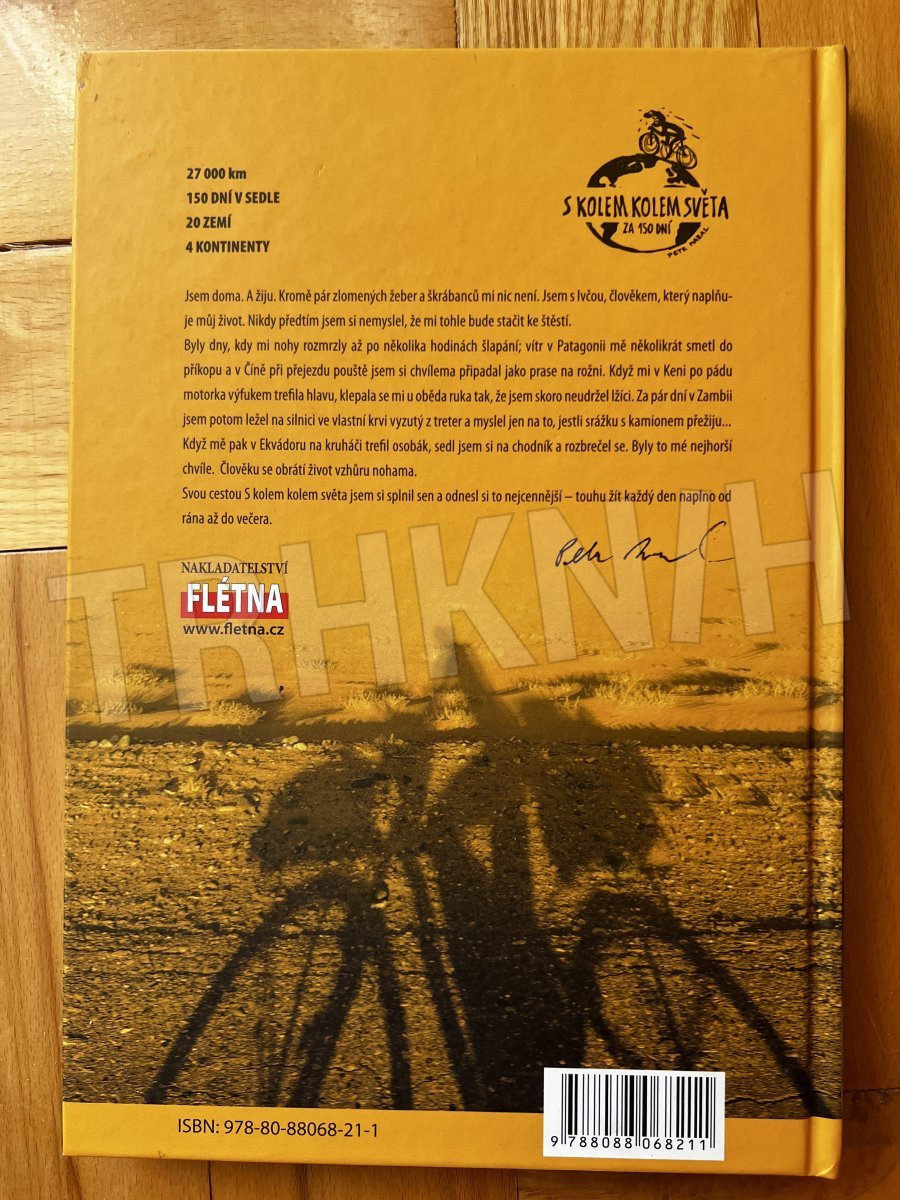 27 000 km
150 DNÍ V SEDLE
20 ZEMÍ
4 KONTINENTY
S KOLEM KOLEM SVĚTA
ZA 150 DNÍ
Jsem doma. A žiju. Kromě pár zlomených žeber a škrábanců mi nic není. Jsem s Ivčou, člověkem, který naplňu-
je můj život. Nikdy předtím jsem si nemyslel, že mi tohle bude stačit ke štěstí.
Byly dny, kdy mi nohy rozmrzly až po několika hodinách šlapání; vítr v Patagonii mě několikrát smetl do
příkopu a v Číně při přejezdu pouště jsem si chvílema připadal jako prase na rožni. Když mi v Keni po pádu
motorka výfukem trefila hlavu, klepala se mi u oběda ruka tak, že jsem skoro neudržel lžíci. Za pár dní v Zambii
jsem potom ležel na silnici ve vlastní krvi vyzutý z treter a myslel jen na to, jestli srážku s kamionem přežiju...
Když mě pak v Ekvádoru na kruháči trefil osobák, sedl jsem si na chodník a rozbrečel se. Byly to mé nejhorší
chvíle. Člověku se obrátí život vzhůru nohama.
Svou cestou S kolem kolem světa jsem si splnil sen a odnesl si to nejcennější – touhu žít každý den naplno od
rána až do večera.
NAKLADATELSTVÍ
FLÉTNA
www.fletna.cz
TRHKNIH
ISBN: 978-80-88068-21-1
9 788088 068211